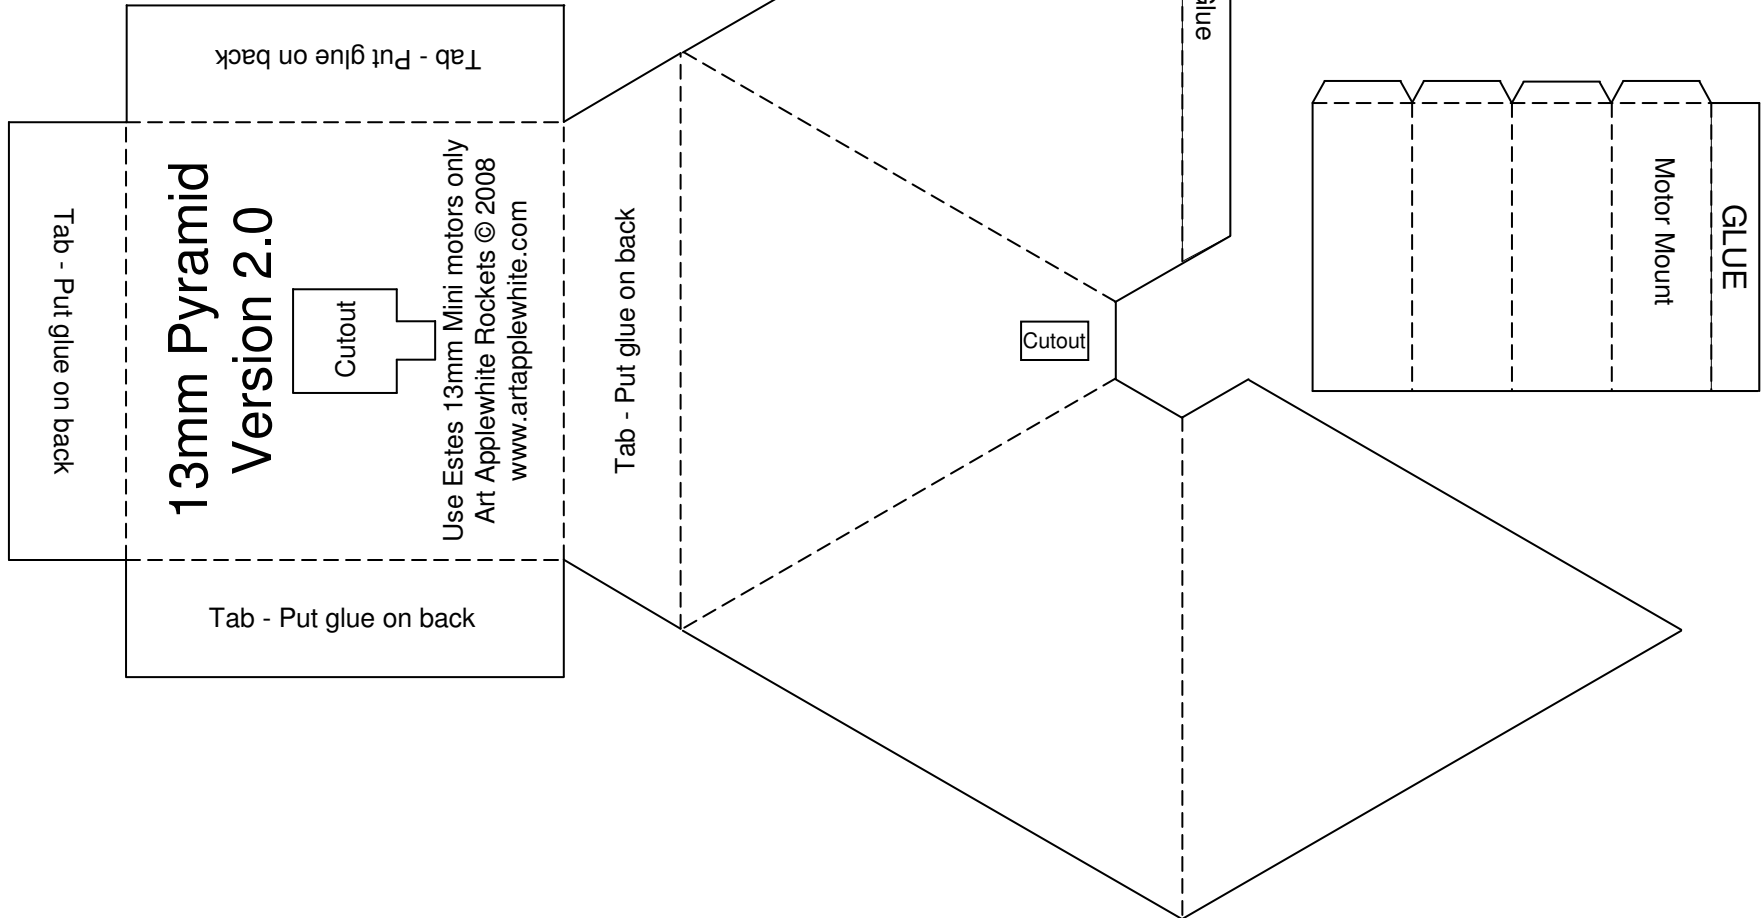 Tab - Put glue on back
Tab - Put glue on back
13mm Pyramid
Version 2.0
Cutout
Use Estes 13mm Mini motors only
Art Applewhite Rockets © 2008
www.artapplewhite.com
Tab - Put glue on back
Tab - Put glue on back
Cutout
Motor Mount
GLUE